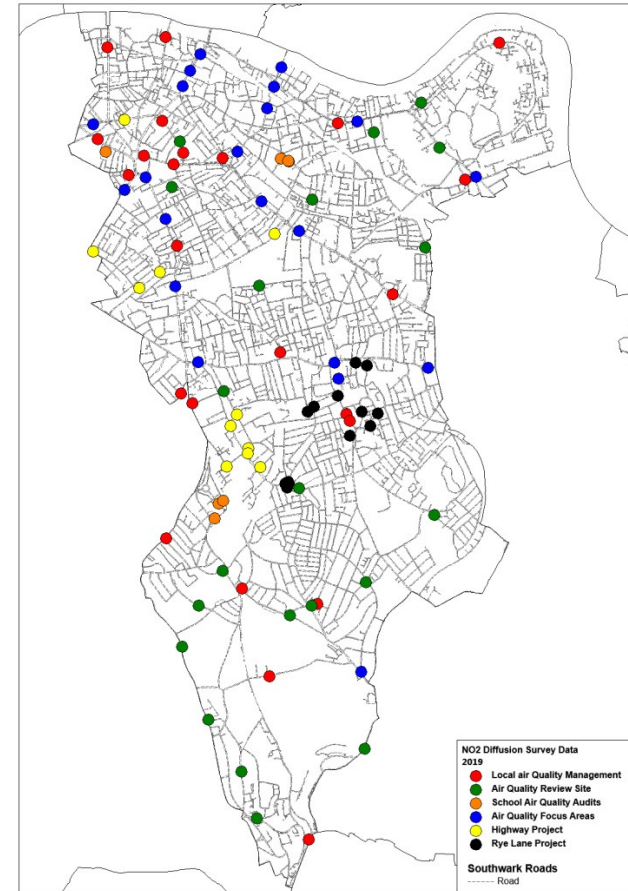 NO2 Diffusion Survey Data
2019
Local air Quality Management
Air Quality Review Site
School Air Quality Audits
Air Quality Focus Areas
Highway Project
Rye Lane Project
Southwark Roads
Road